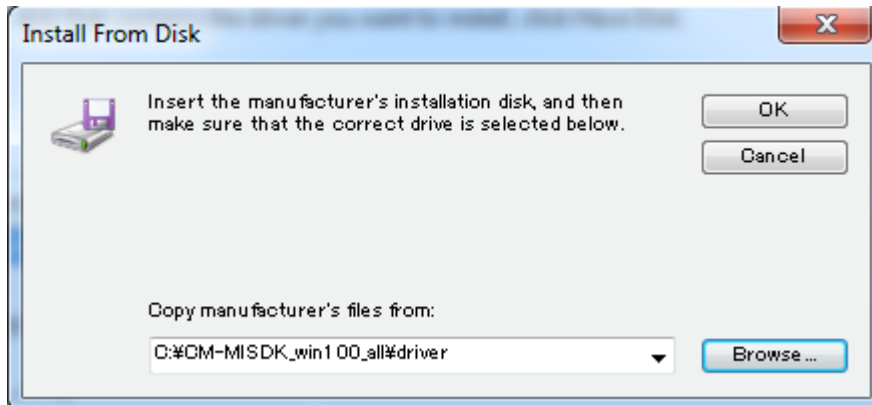 Install From Disk
Insert the manufacturer's installation disk, and then
make sure that the correct drive is selected below.
OK
Cancel
Copy manufacturer's files from:
C:¥CM-MISDK_win100_all¥driver
Browse...